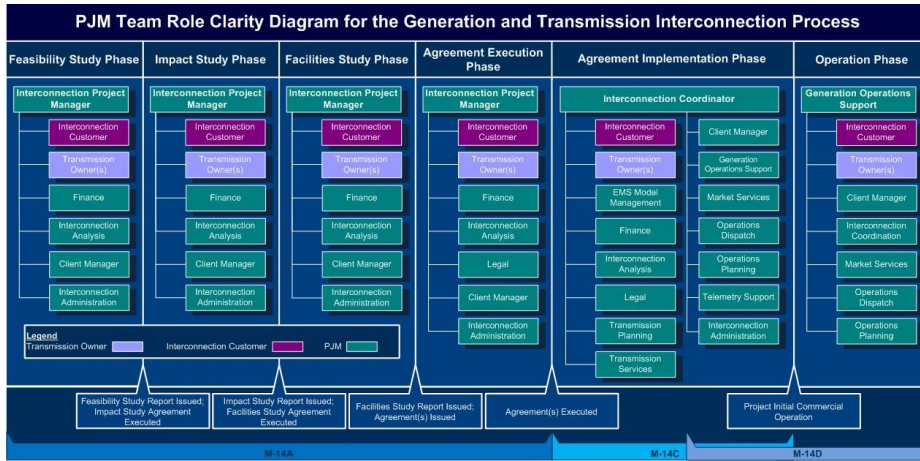 PJM Team Role Clarity Diagram for the Generation and Transmission Interconnection Process
Feasibility Study Phase
Interconnection Project
Manager
Interconnection
Customer
Transmission
Owner(s)
Finance
Interconnection
Analysis
Client Manager
Interconnection
Administration
Impact Study Phase
Interconnection Project
Manager
Interconnection
Customer
Transmission
Owner(s)
Finance
Interconnection
Analysis
Client Manager
Interconnection
Administration
Facilities Study Phase
Interconnection Project
Manager
Interconnection
Customer
Transmission
Owner(s)
Finance
Interconnection
Analysis
Client Manager
Interconnection
Administration
Agreement Execution
Phase
Interconnection Project
Manager
Interconnection
Customer
Transmission
Owner(s)
Finance
Interconnection
Analysis
Legal
Client Manager
Interconnection
Administration
Agreement Implementation Phase
Interconnection Coordinator
Interconnection
Customer
Transmission
Owner(s)
EMS Model
Management
Finance
Interconnection
Analysis
Legal
Transmission
Planning
Transmission
Services
Client Manager
Generation
Operations Support
Market Services
Operations
Dispatch
Operations
Planning
Telemetry Support
Interconnection
Administration
Operation Phase
Generation Operations
Support
Interconnection
Customer
Transmission
Owner(s)
Client Manager
Interconnection
Coordination
Market Services
Operations
Dispatch
Operations
Planning
Legend
Transmission Owner
Interconnection Customer
PJM
Feasibility Study Report Issued;
Impact Study Agreement
Executed
Impact Study Report Issued;
Facilities Study Agreement
Executed
Facilities Study Report Issued;
Agreement(s) Issued
Agreement(s) Executed
Project Initial Commercial
Operation
M-14A
M-14C
M-14D